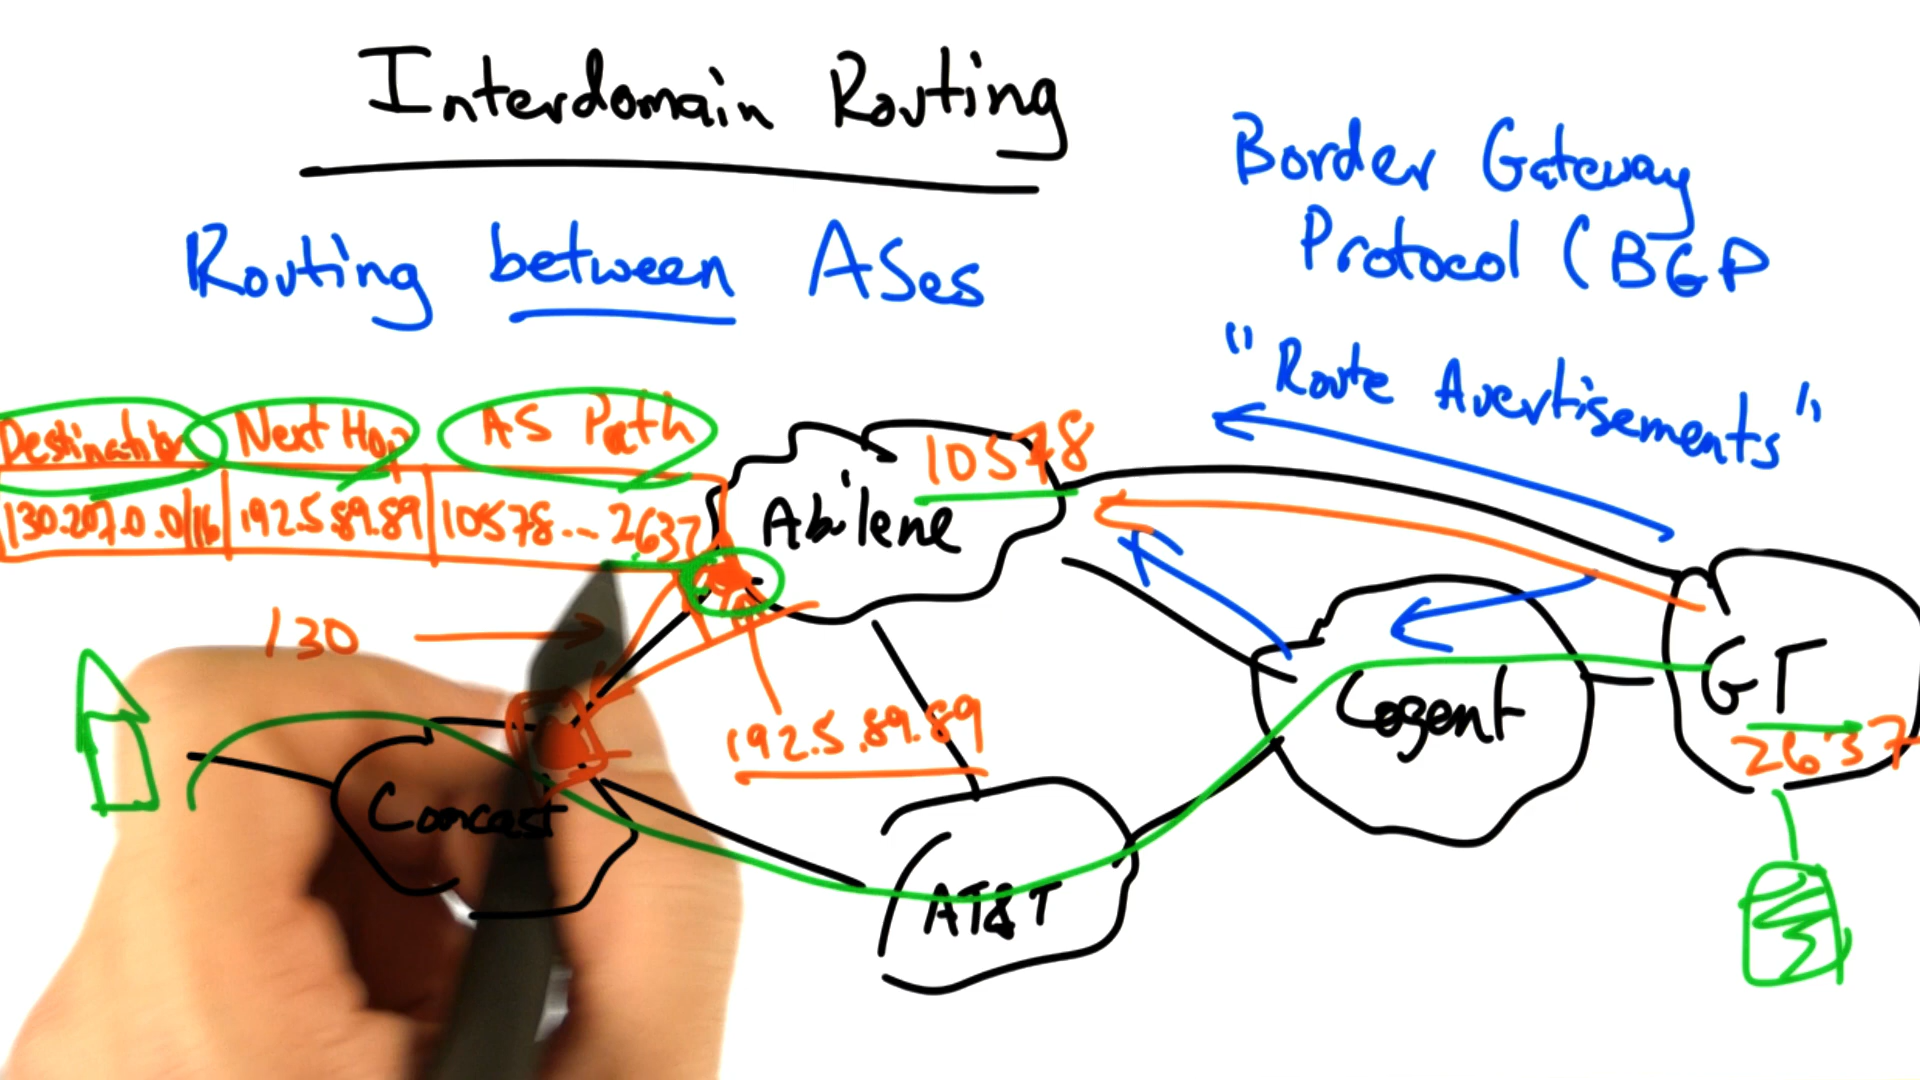 Interdomain Routing
Border Gateway
Protocol (BGP
Routing between ASes
"Route Avertisements"
Destination Next Hop AS Path
130.207.0.0/16 192.5.89.89 10578... 2637
10578
Abilene
130
GT
2637
Cogent
192.5.89.89
Comcast
AT&T